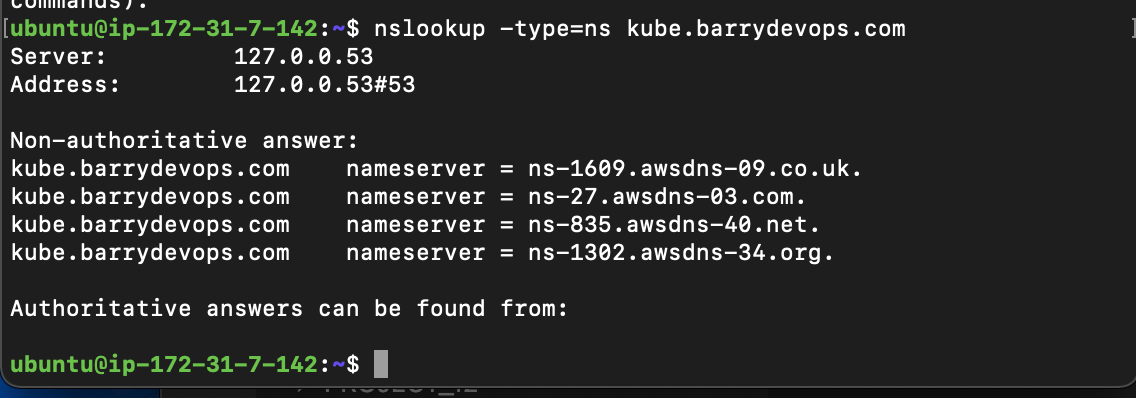 commands).
ubuntu@ip-172-31-7-142:~$ nslookup -type=ns kube.barrydevops.com
Server:         127.0.0.53
Address:        127.0.0.53#53

Non-authoritative answer:
kube.barrydevops.com    nameserver = ns-1609.awsdns-09.co.uk.
kube.barrydevops.com    nameserver = ns-27.awsdns-03.com.
kube.barrydevops.com    nameserver = ns-835.awsdns-40.net.
kube.barrydevops.com    nameserver = ns-1302.awsdns-34.org.

Authoritative answers can be found from:

ubuntu@ip-172-31-7-142:~$